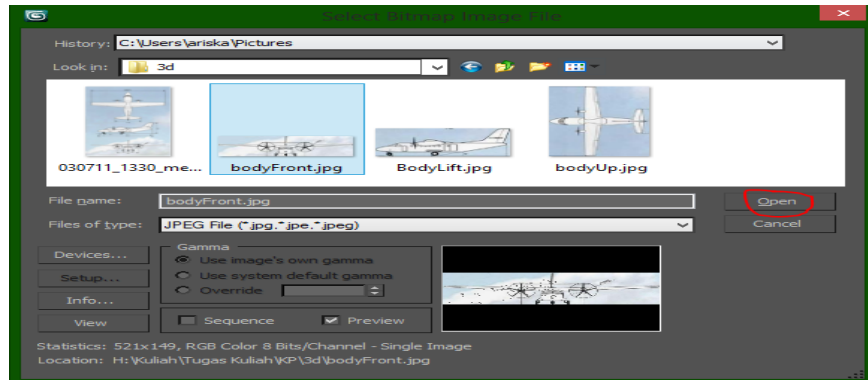 Select Bitmap Image File
History: C:\Users\ariska\Pictures
Look in: 3d
030711_1330_me... bodyFront.jpg BodyLift.jpg bodyUp.jpg
File name: bodyFront.jpg Open
Files of type: JPEG File (*jpg,*jpe,*jpeg) Cancel
Devices... Gamma
Use image's own gamma
Setup... Use system default gamma
Override
Info...
View Sequence Preview
Statistics: 521x149, RGB Color 8 Bits/Channel - Single Image
Location: H:\Kuliah\Tugas Kuliah\KP\3d\bodyFront.jpg